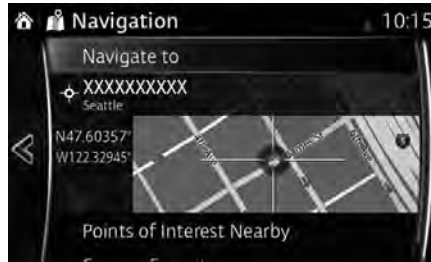 Navigation 10:15
Navigate to
XXXXXXXXXX
Seattle
N47.60357°
W122.32945°
Points of Interest Nearby